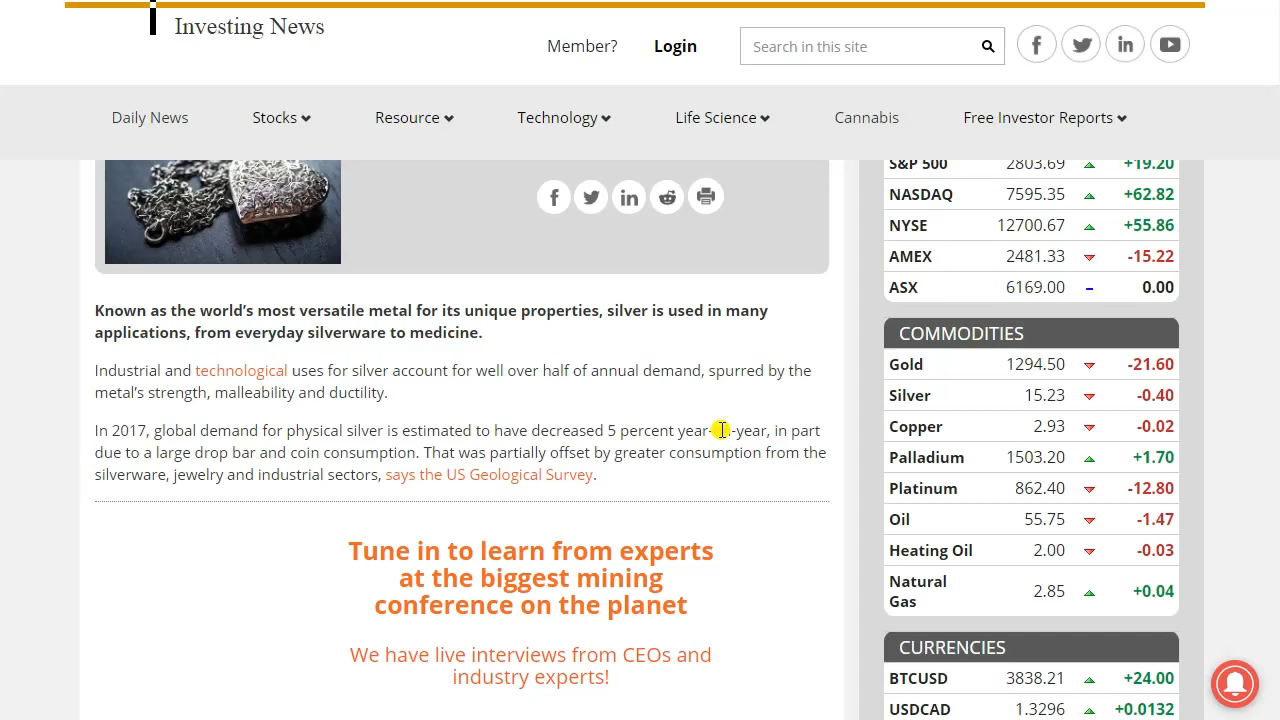 Investing News
Member?
Login
Search in this site
Daily News
Stocks
Resource
Technology
Life Science
Cannabis
Free Investor Reports
Known as the world's most versatile metal for its unique properties, silver is used in many
applications, from everyday silverware to medicine.
Industrial and technological uses for silver account for well over half of annual demand, spurred by the
metal's strength, malleability and ductility.
In 2017, global demand for physical silver is estimated to have decreased 5 percent year- -year, in part
due to a large drop bar and coin consumption. That was partially offset by greater consumption from the
silverware, jewelry and industrial sectors, says the US Geological Survey.
Tune in to learn from experts
at the biggest mining
conference on the planet
We have live interviews from CEOs and
industry experts!
S&P 500 2803.69 +19.20
NASDAQ 7595.35 +62.82
NYSE 12700.67 +55.86
AMEX 2481.33 -15.22
ASX 6169.00 0.00
COMMODITIES
Gold 1294.50 -21.60
Silver 15.23 -0.40
Copper 2.93 -0.02
Palladium 1503.20 +1.70
Platinum 862.40 -12.80
Oil 55.75 -1.47
Heating Oil 2.00 -0.03
Natural
Gas 2.85 +0.04
CURRENCIES
BTCUSD 3838.21 +24.00
USDCAD 1.3296 +0.0132